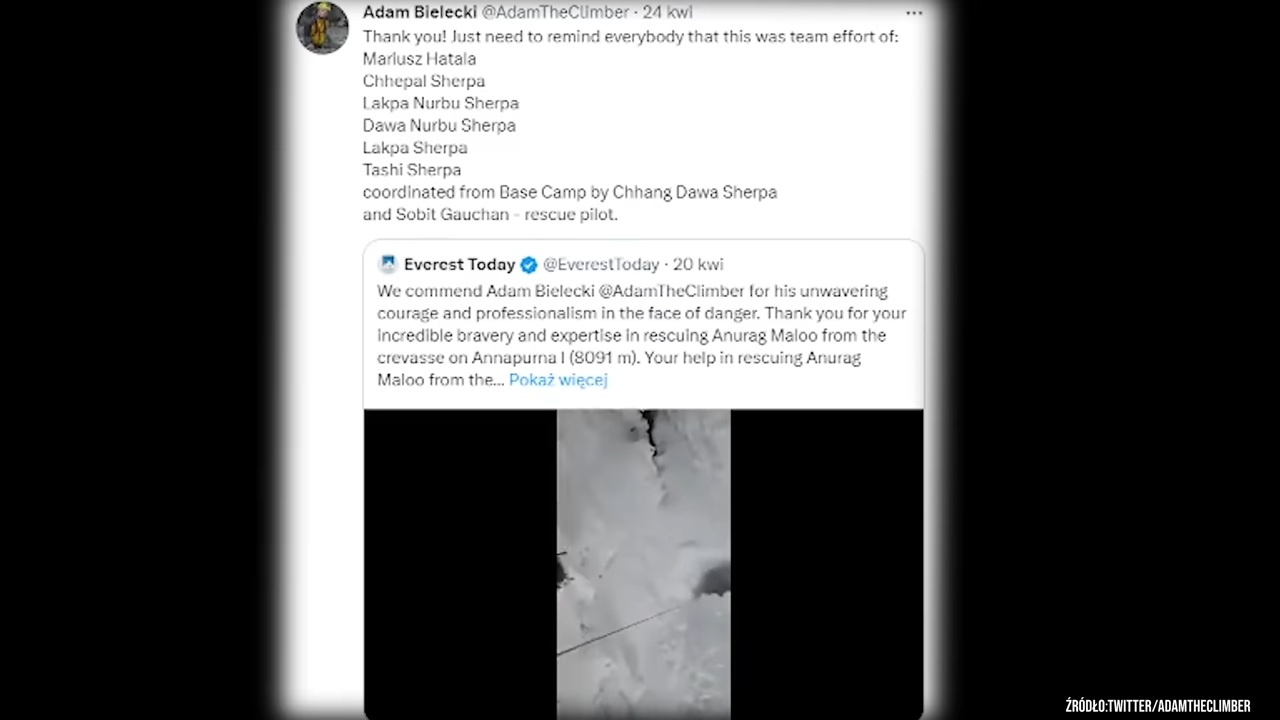 Adam Bielecki @AdamTheClimber · 24 kwi
Thank you! Just need to remind everybody that this was team effort of:
Mariusz Hatala
Chhepal Sherpa
Lakpa Nurbu Sherpa
Dawa Nurbu Sherpa
Lakpa Sherpa
Tashi Sherpa
coordinated from Base Camp by Chhang Dawa Sherpa
and Sobit Gauchan - rescue pilot.
Everest Today @EverestToday · 20 kwi
We commend Adam Bielecki @AdamTheClimber for his unwavering
courage and professionalism in the face of danger. Thank you for your
incredible bravery and expertise in rescuing Anurag Maloo from the
crevasse on Annapurna I (8091 m). Your help in rescuing Anurag
Maloo from the... Pokaż więcej
ŹRÓDŁO:TWITTER/ADAMTHECLIMBER